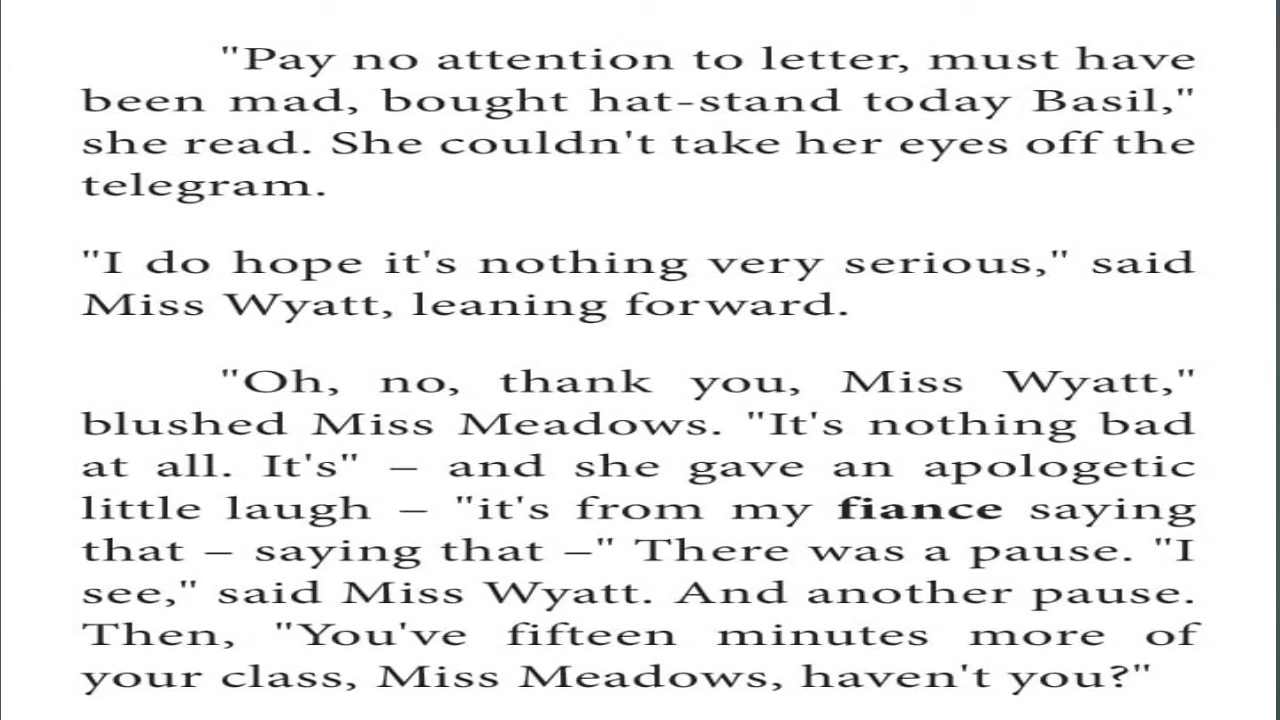 "Pay no attention to letter, must have
been mad, bought hat-stand today Basil,"
she read. She couldn't take her eyes off the
telegram.
"I do hope it's nothing very serious," said
Miss Wyatt, leaning forward.
"Oh, no, thank you, Miss Wyatt,"
blushed Miss Meadows. "It's nothing bad
at all. It's" – and she gave an apologetic
little laugh – "it's from my fiance saying
that – saying that –" There was a pause. "I
see," said Miss Wyatt. And another pause.
Then, "You've fifteen minutes more of
your class, Miss Meadows, haven't you?"